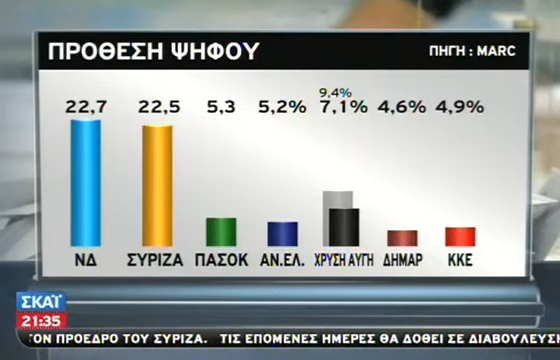 ΠΡΟΘΕΣΗ ΨΗΦΟΥ
ΠΗΓΗ : MARC
9,4%
22,7 22,5 5,3 5,2% 7,1% 4,6% 4,9%
ΝΔ ΣΥΡΙΖΑ ΠΑΣΟΚ ΑΝ.ΕΛ. ΧΡΥΣΗ ΑΥΓΗ ΔΗΜΑΡ ΚΚΕ
ΣΚΑΪ
21:35
ΤΟΝ ΠΡΟΕΔΡΟ ΤΟΥ ΣΥΡΙΖΑ. ΤΙΣ ΕΠΟΜΕΝΕΣ ΗΜΕΡΕΣ ΘΑ ΔΟΘΕΙ ΣΕ ΔΙΑΒΟΥΛΕΥΣ